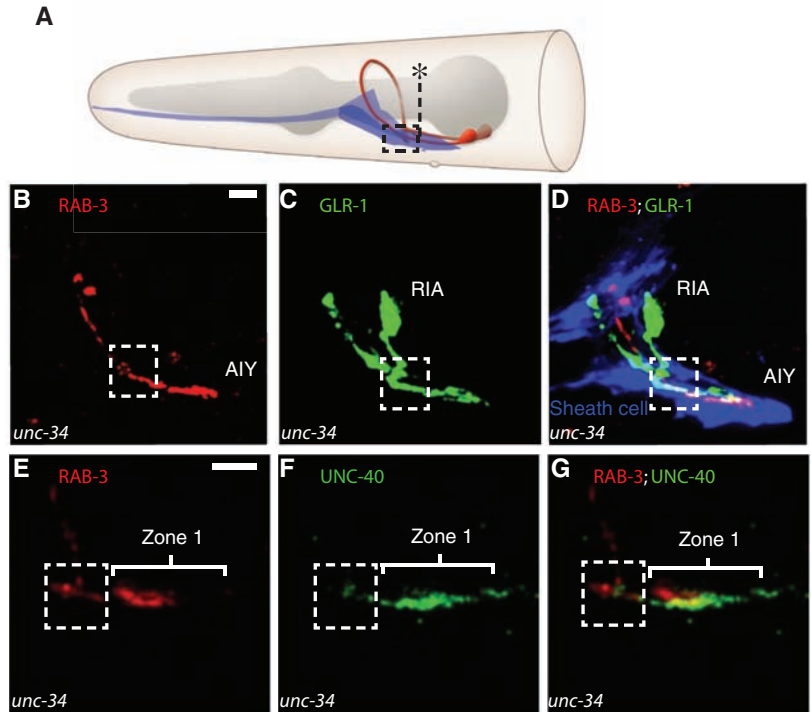 A
*
B
RAB-3
AIY
unc-34
C
GLR-1
RIA
unc-34
D
RAB-3; GLR-1
RIA
AIY
Sheath cell
unc-34
E
RAB-3
Zone 1
unc-34
F
UNC-40
Zone 1
unc-34
G
RAB-3; UNC-40
Zone 1
unc-34